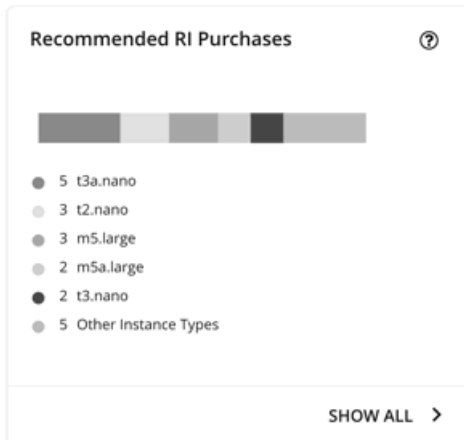 Recommended RI Purchases
5 t3a.nano
3 t2.nano
3 m5.large
2 m5a.large
2 t3.nano
5 Other Instance Types
SHOW ALL